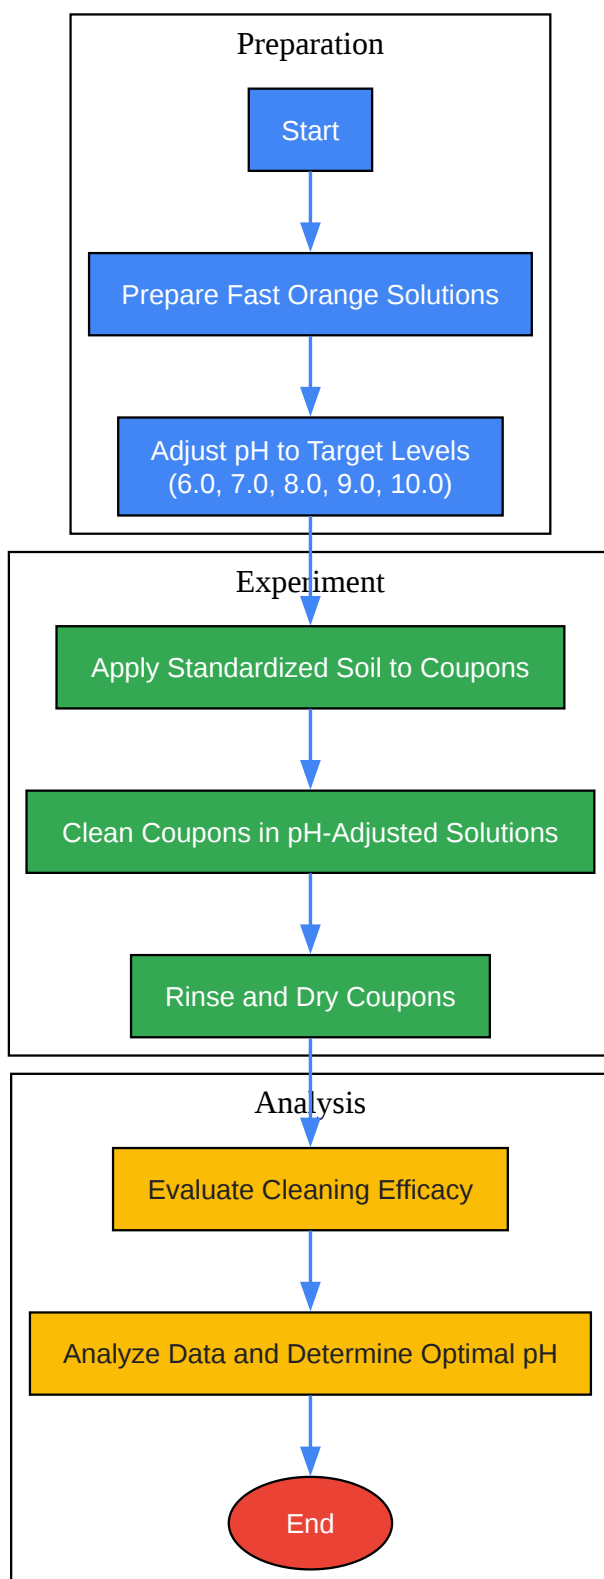 Preparation
Start
Prepare Fast Orange Solutions
Adjust pH to Target Levels
(6.0, 7.0, 8.0, 9.0, 10.0)
Experiment
Apply Standardized Soil to Coupons
Clean Coupons in pH-Adjusted Solutions
Rinse and Dry Coupons
Analysis
Evaluate Cleaning Efficacy
Analyze Data and Determine Optimal pH
End